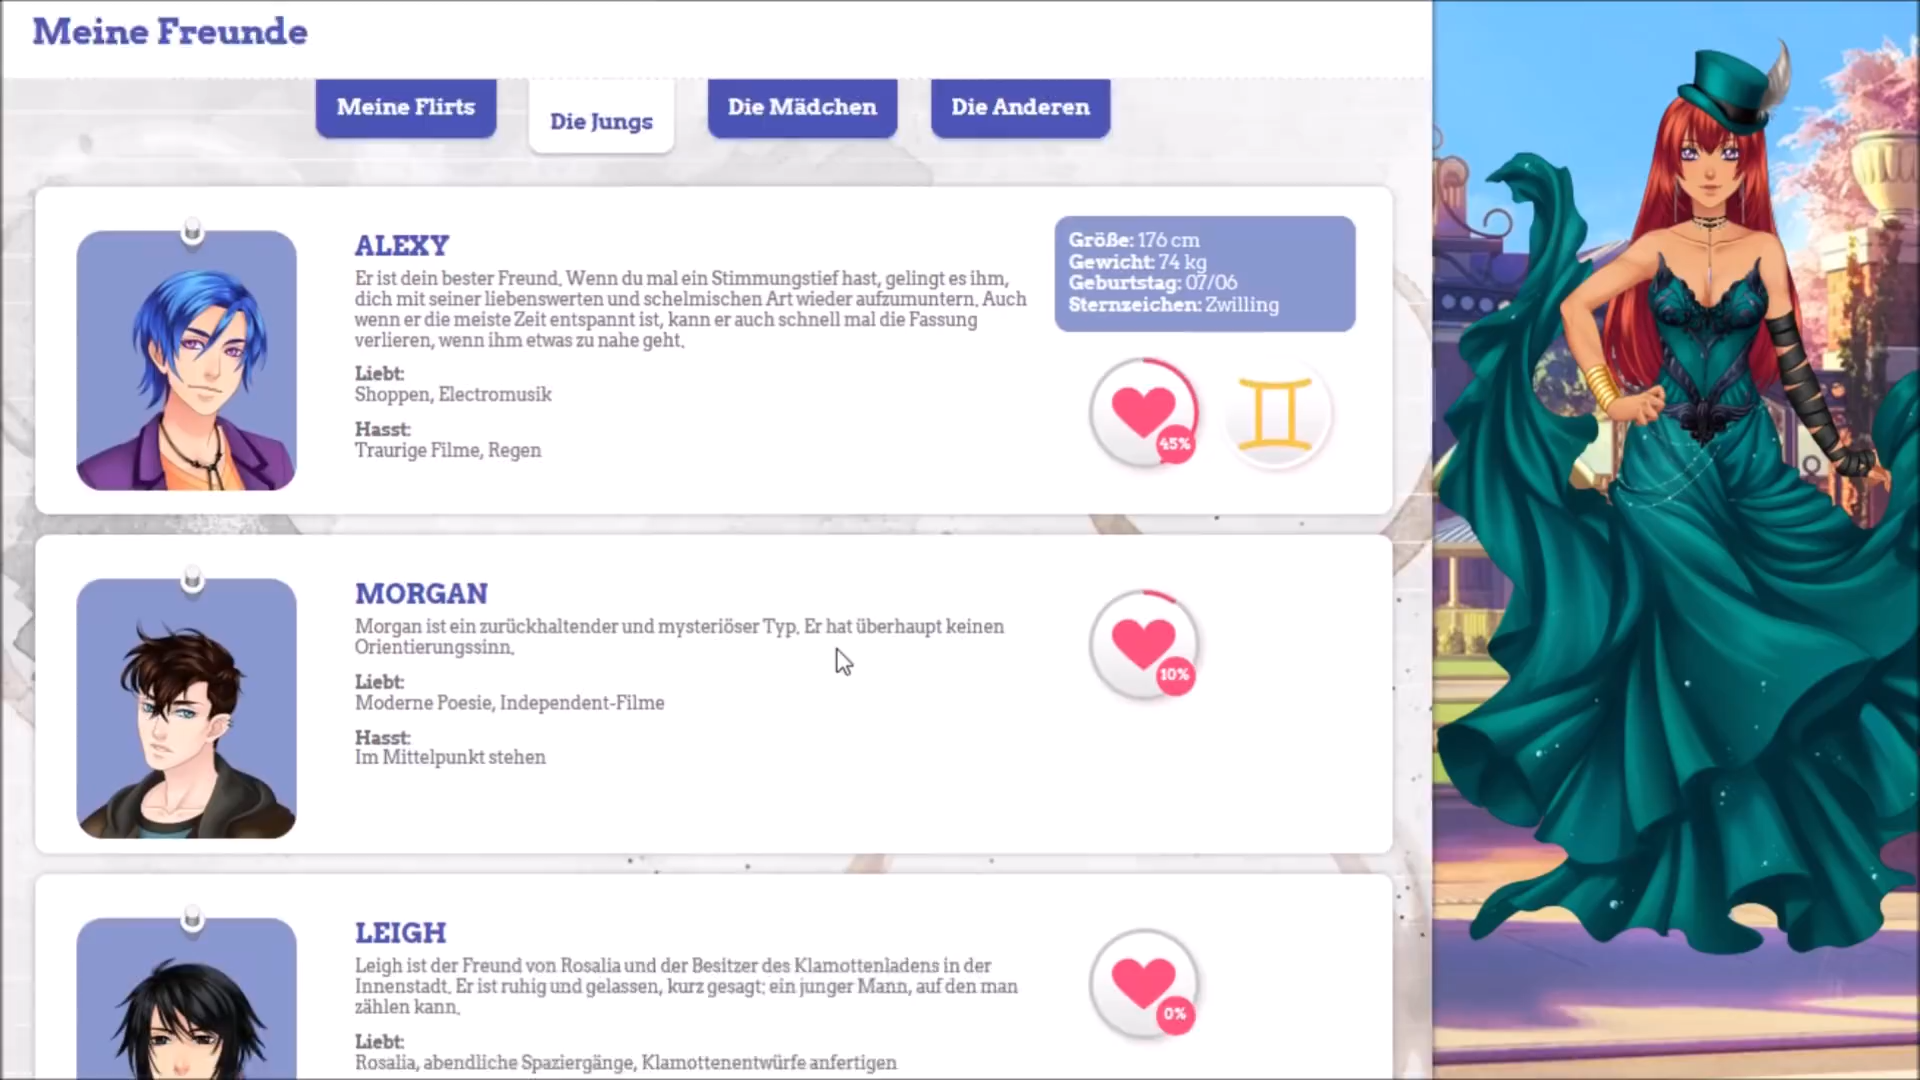 Meine Freunde
Meine Flirts
Die Jungs
Die Mädchen
Die Anderen
ALEXY
Er ist dein bester Freund. Wenn du mal ein Stimmungstief hast, gelingt es ihm,
dich mit seiner liebenswerten und schelmischen Art wieder aufzumuntern. Auch
wenn er die meiste Zeit entspannt ist, kann er auch schnell mal die Fassung
verlieren, wenn ihm etwas zu nahe geht.
Liebt:
Shoppen, Electromusik
Hasst:
Traurige Filme, Regen
Größe: 176 cm
Gewicht: 74 kg
Geburtstag: 07/06
Sternzeichen: Zwilling
45%
MORGAN
Morgan ist ein zurückhaltender und mysteriöser Typ. Er hat überhaupt keinen
Orientierungssinn.
Liebt:
Moderne Poesie, Independent-Filme
Hasst:
Im Mittelpunkt stehen
10%
LEIGH
Leigh ist der Freund von Rosalia und der Besitzer des Klamottenladens in der
Innenstadt. Er ist ruhig und gelassen, kurz gesagt: ein junger Mann, auf den man
zählen kann.
Liebt:
Rosalia, abendliche Spaziergänge, Klamottenentwürfe anfertigen
0%